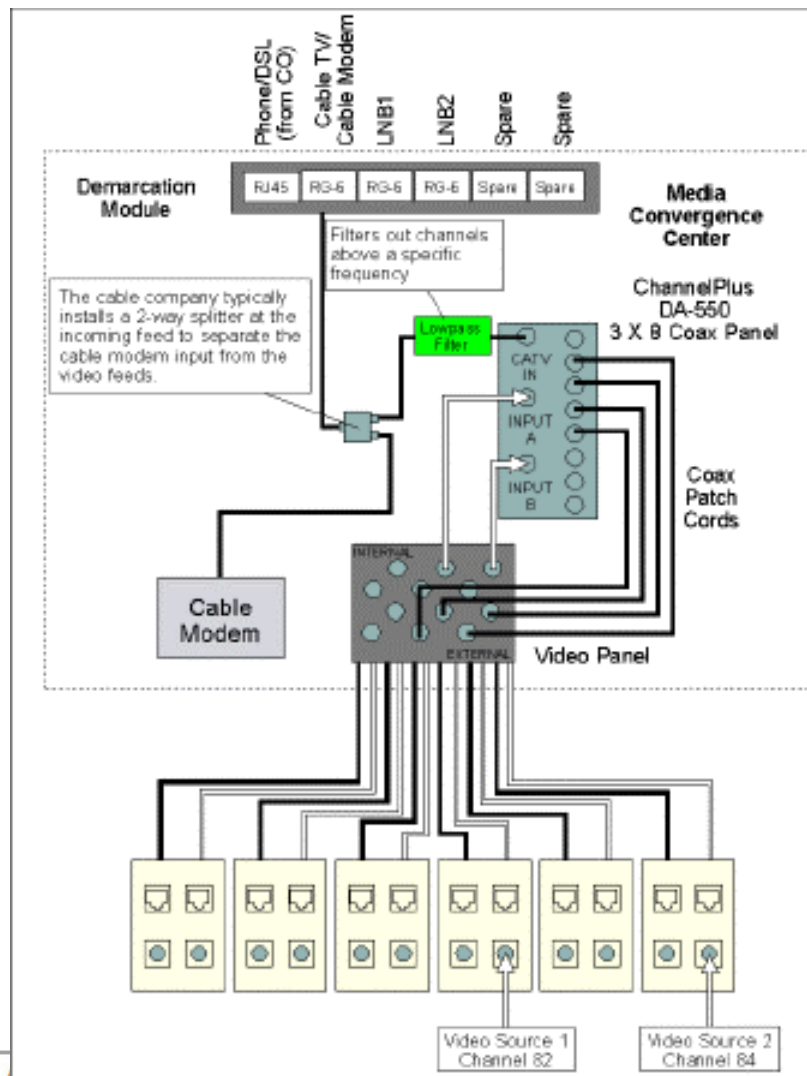 Phone/DSL
(from CO)
Cable TV/
Cable Modem
LNB1
LNB2
Spare
Spare
Demarcation
Module
RJ45
RG-6
RG-6
RG-6
Spare
Spare
Media
Convergence
Center
Filters out channels
above a specific
frequency
The cable company typically
installs a 2-way splitter at the
incoming feed to separate the
cable modem input from the
video feeds.
Lowpass
Filter
ChannelPlus
DA-550
3 X 8 Coax Panel
CATV
IN
INPUT
A
INPUT
B
Coax
Patch
Cords
INTERNAL
Cable
Modem
EXTERNAL
Video Panel
Video Source 1
Channel 82
Video Source 2
Channel 84